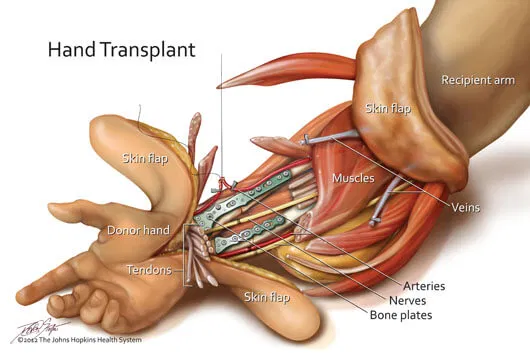 Hand Transplant
Recipient arm
Skin flap
Skin flap
Muscles
Veins
Donor hand
Tendons
Skin flap
Arteries
Nerves
Bone plates
©2012 The Johns Hopkins Health System